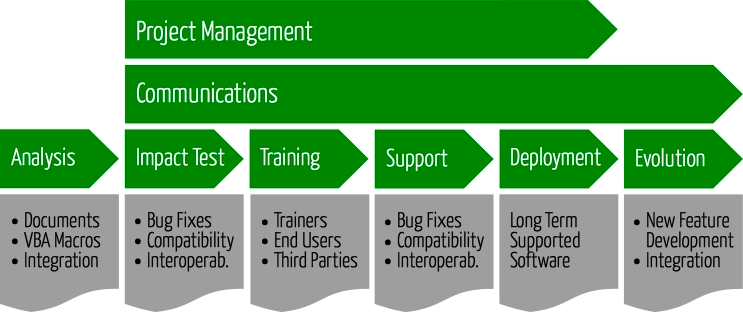 Project Management
Communications
Analysis
Impact Test
Training
Support
Deployment
Evolution
• Documents
• VBA Macros
• Integration
• Bug Fixes
• Compatibility
• Interoperab.
• Trainers
• End Users
• Third Parties
• Bug Fixes
• Compatibility
• Interoperab.
Long Term
Supported
Software
• New Feature
Development
• Integration